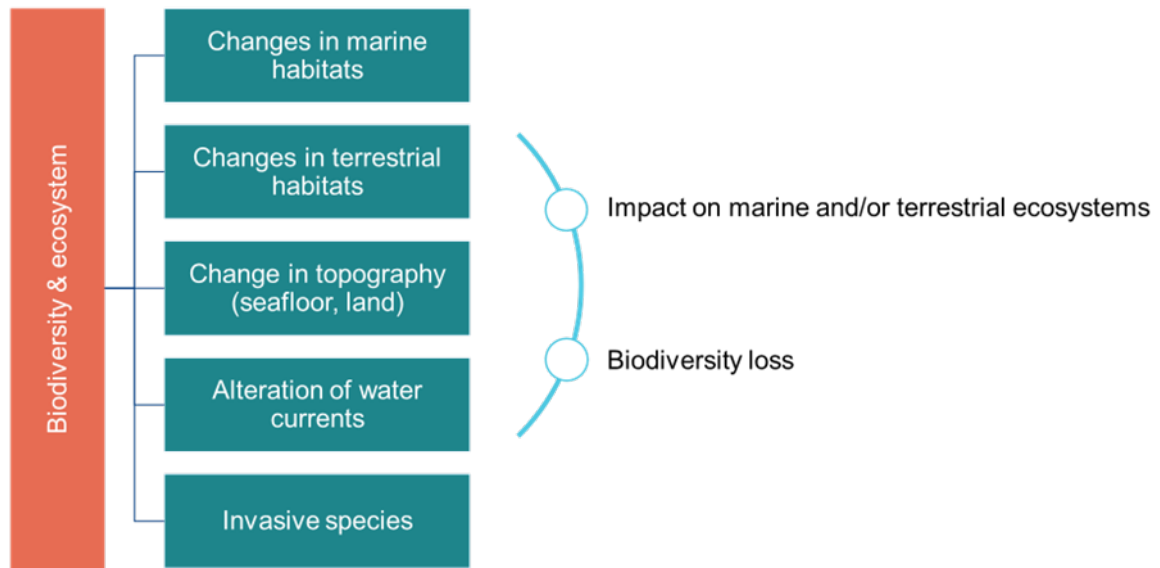 Biodiversity & ecosystem
Changes in marine
habitats
Changes in terrestrial
habitats
Change in topography
(seafloor, land)
Alteration of water
currents
Invasive species
Impact on marine and/or terrestrial ecosystems
Biodiversity loss